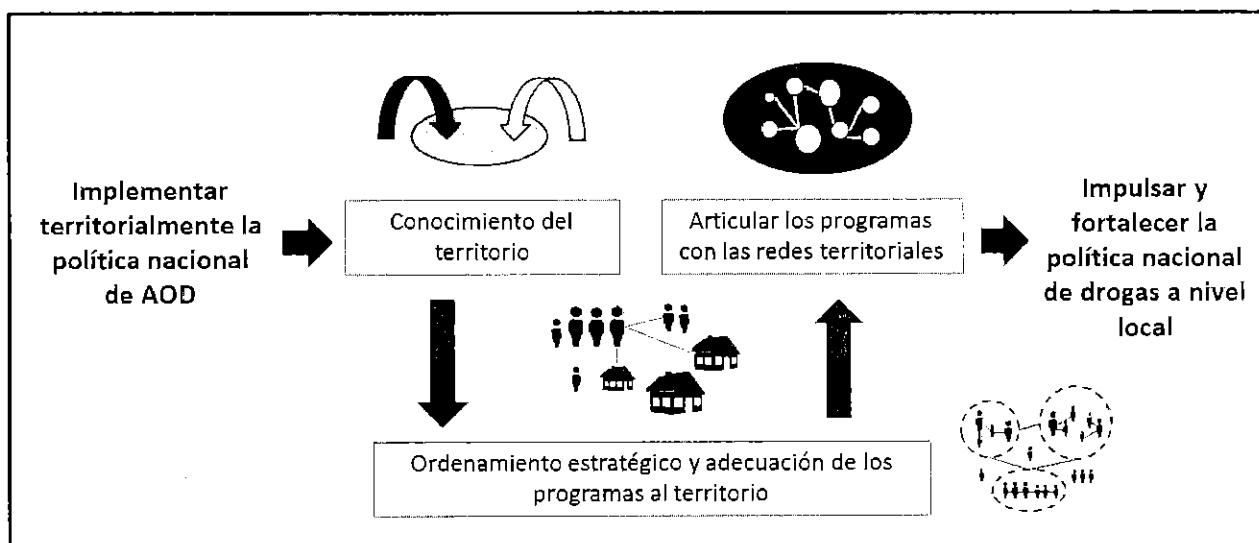 Implementar
territorialmente la
política nacional
de AOD
Conocimiento del
territorio
Articular los programas
con las redes territoriales
Impulsar y
fortalecer la
política nacional
de drogas a nivel
local
Ordenamiento estratégico y adecuación de los
programas al territorio